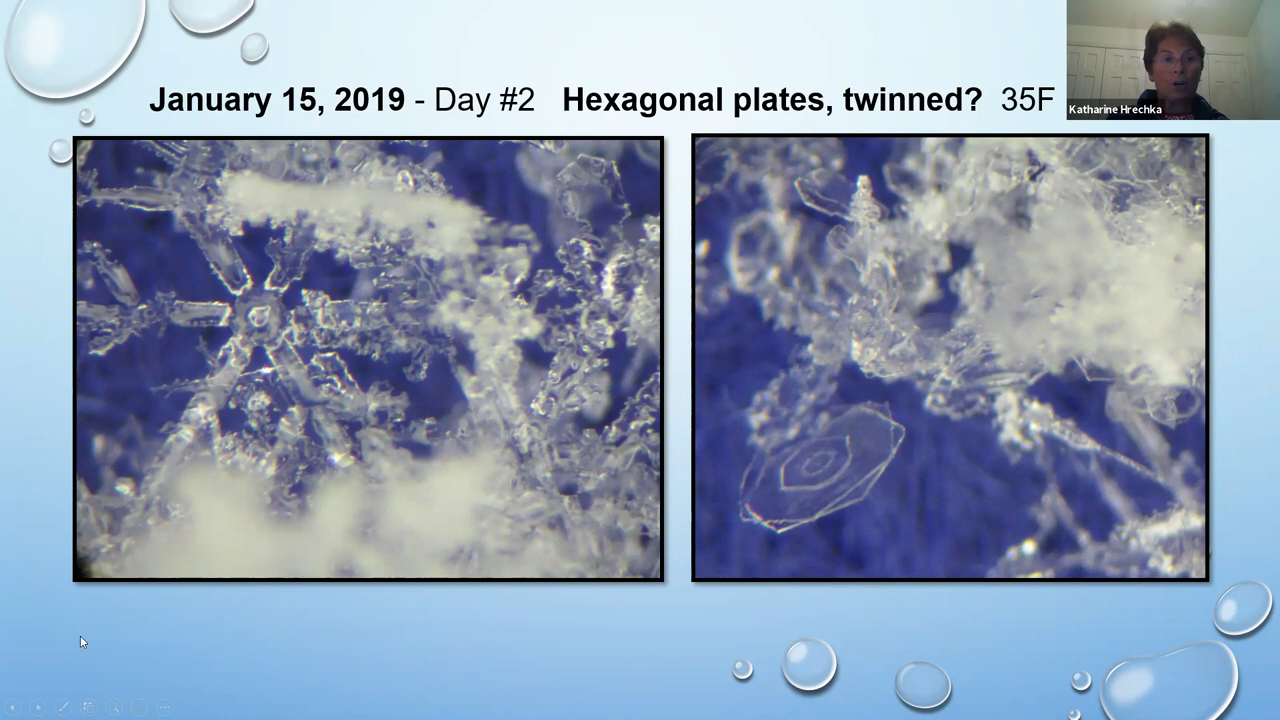 January 15, 2019 - Day #2 Hexagonal plates, twinned? 35F
Katharine Hrechka